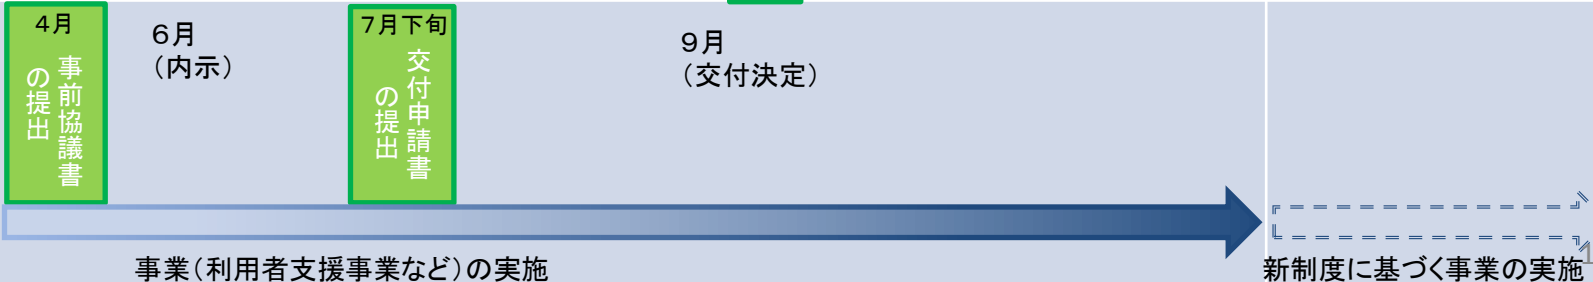 ４月
事前協議書
の提出
６月
（内示）
７月下旬
交付申請書
の提出
９月
（交付決定）
事業（利用者支援事業など）の実施
新制度に基づく事業の実施
1